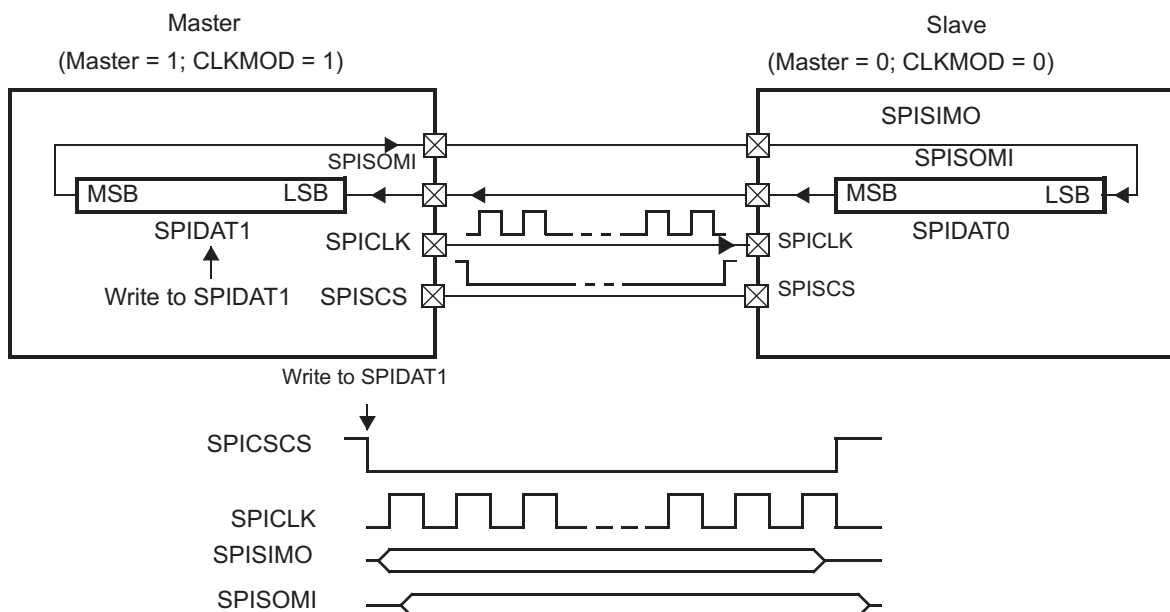 Master
(Master = 1; CLKMOD = 1)
Slave
(Master = 0; CLKMOD = 0)
SPISIMO
SPISOMI
SPISOMI
MSB LSB
MSB LSB
SPIDAT1
SPIDAT0
SPICLK
SPICLK
Write to SPIDAT1
SPISCS
SPISCS
Write to SPIDAT1
SPICSCS
SPICLK
SPISIMO
SPISOMI